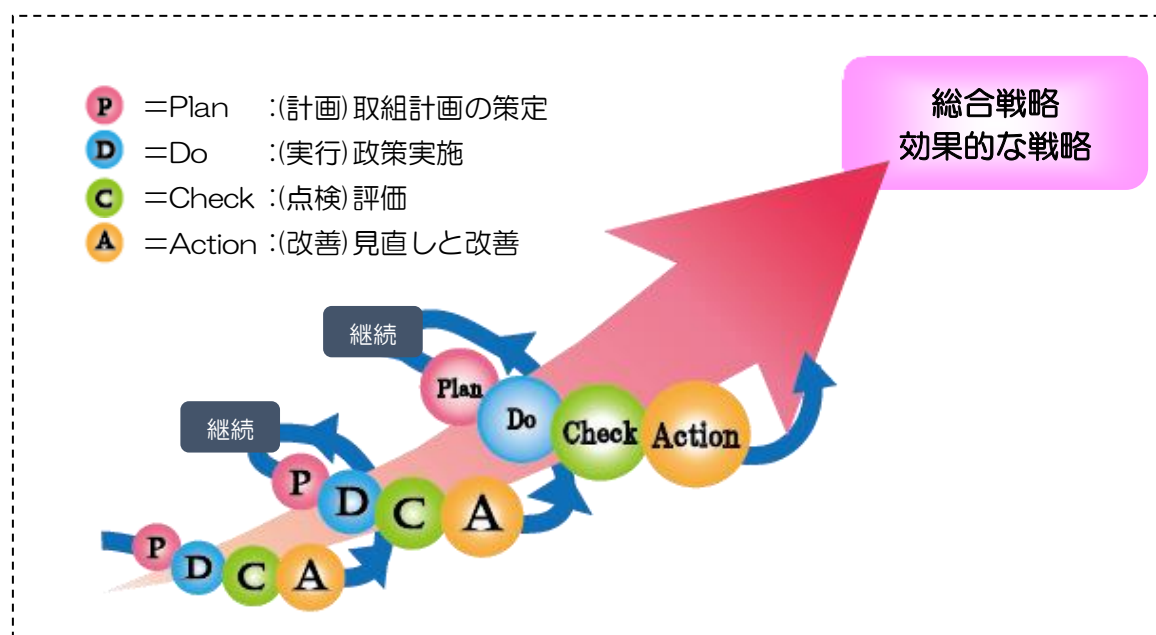 P =Plan :(計画)取組計画の策定
D =Do :(実行)政策実施
C =Check :(点検)評価
A =Action :(改善)見直しと改善
総合戦略
効果的な戦略
継続
Plan Do Check Action
継続
P D C A
P D C A